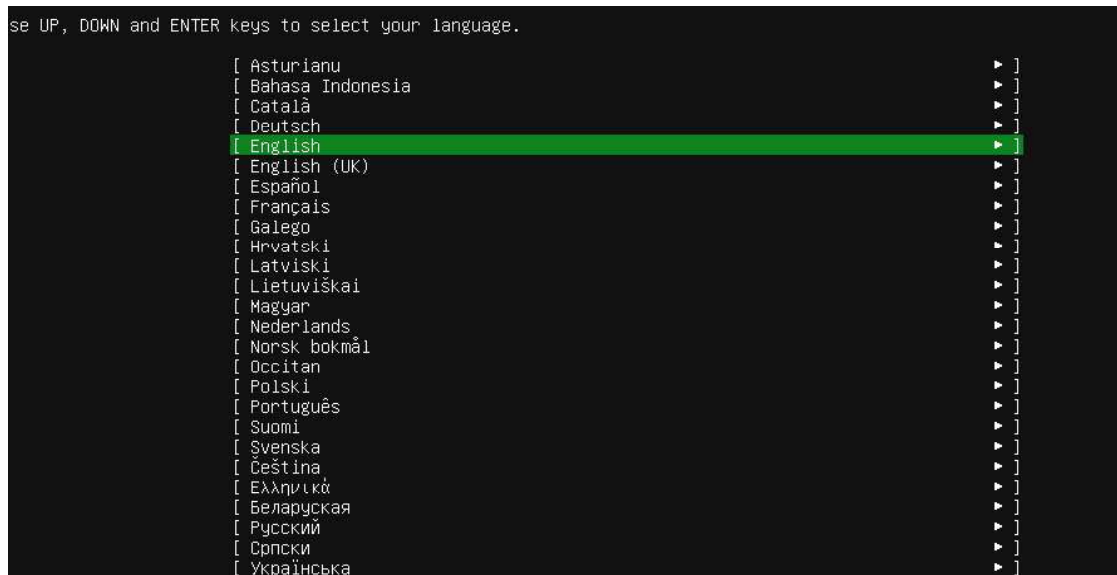 se UP, DOWN and ENTER keys to select your language.
[ Asturianu ► ]
[ Bahasa Indonesia ► ]
[ Català ► ]
[ Deutsch ► ]
[ English ► ]
[ English (UK) ► ]
[ Español ► ]
[ Français ► ]
[ Galego ► ]
[ Hrvatski ► ]
[ Latviski ► ]
[ Lietuviškai ► ]
[ Magyar ► ]
[ Nederlands ► ]
[ Norsk bokmål ► ]
[ Occitan ► ]
[ Polski ► ]
[ Português ► ]
[ Suomi ► ]
[ Svenska ► ]
[ Čeština ► ]
[ Ελληνικά ► ]
[ Беларуская ► ]
[ Русский ► ]
[ Српски ► ]
[ Українська ► ]